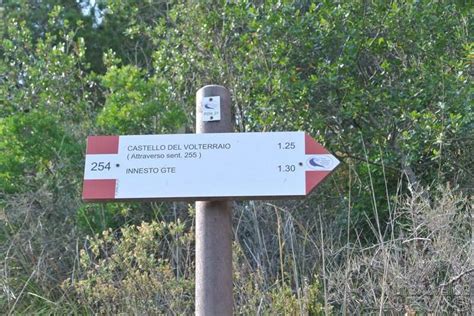 254
CASTELLO DEL VOLTERRAIO 1.25
( Attraverso sent. 255 )
INNESTO GTE 1.30